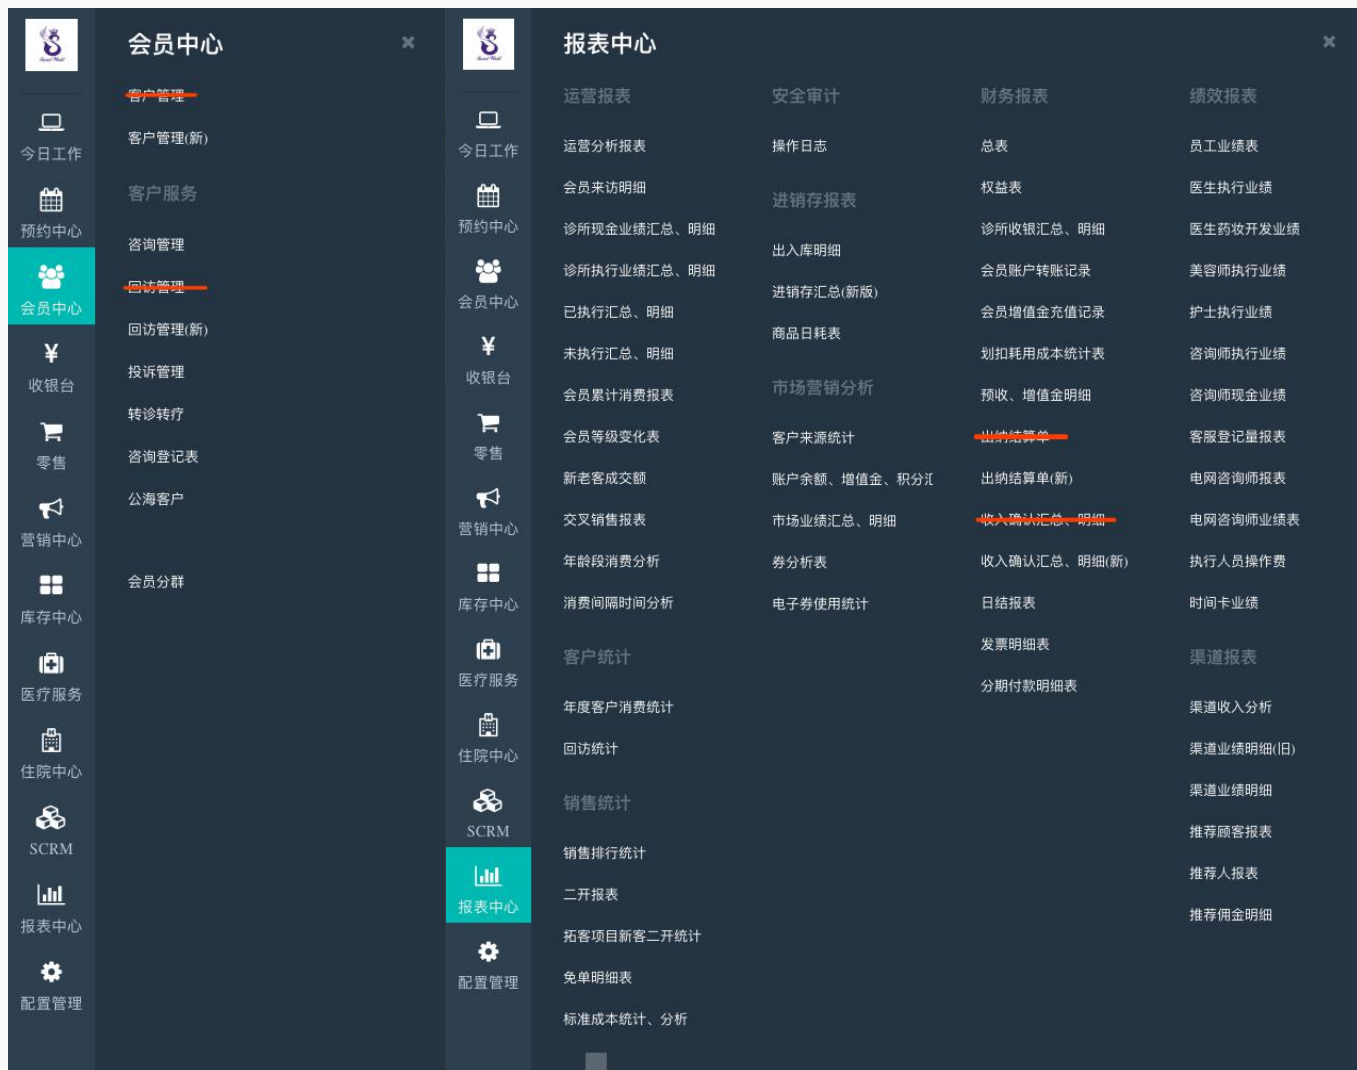 会员中心
客户管理
客户管理(新)
客户服务
咨询管理
回访管理
回访管理(新)
投诉管理
转诊转疗
咨询登记表
公海客户
会员分群
今日工作
预约中心
会员中心
收银台
零售
营销中心
库存中心
医疗服务
住院中心
SCRM
报表中心
配置管理
报表中心
今日工作
预约中心
会员中心
收银台
零售
营销中心
库存中心
医疗服务
住院中心
SCRM
报表中心
配置管理
运营报表
运营分析报表
会员来访明细
诊所现金业绩汇总、明细
诊所执行业绩汇总、明细
已执行汇总、明细
未执行汇总、明细
会员累计消费报表
会员等级变化表
新老客成交额
交叉销售报表
年龄段消费分析
消费间隔时间分析
客户统计
年度客户消费统计
回访统计
销售统计
销售排行统计
二开报表
拓客项目新客二开统计
免单明细表
标准成本统计、分析
安全审计
操作日志
进销存报表
出入库明细
进销存汇总(新版)
商品日耗表
市场营销分析
客户来源统计
账户余额、增值金、积分汇
市场业绩汇总、明细
券分析表
电子券使用统计
财务报表
总表
权益表
诊所收银汇总、明细
会员账户转账记录
会员增值金充值记录
划扣耗用成本统计表
预收、增值金明细
出纳结算单
出纳结算单(新)
收入确认汇总、明细
收入确认汇总、明细(新)
日结报表
发票明细表
分期付款明细表
绩效报表
员工业绩表
医生执行业绩
医生药妆开发业绩
美容师执行业绩
护士执行业绩
咨询师执行业绩
咨询师现金业绩
客服登记量报表
电网咨询师报表
电网咨询师业绩表
执行人员操作费
时间卡业绩
渠道报表
渠道收入分析
渠道业绩明细(旧)
渠道业绩明细
推荐顾客报表
推荐人报表
推荐佣金明细